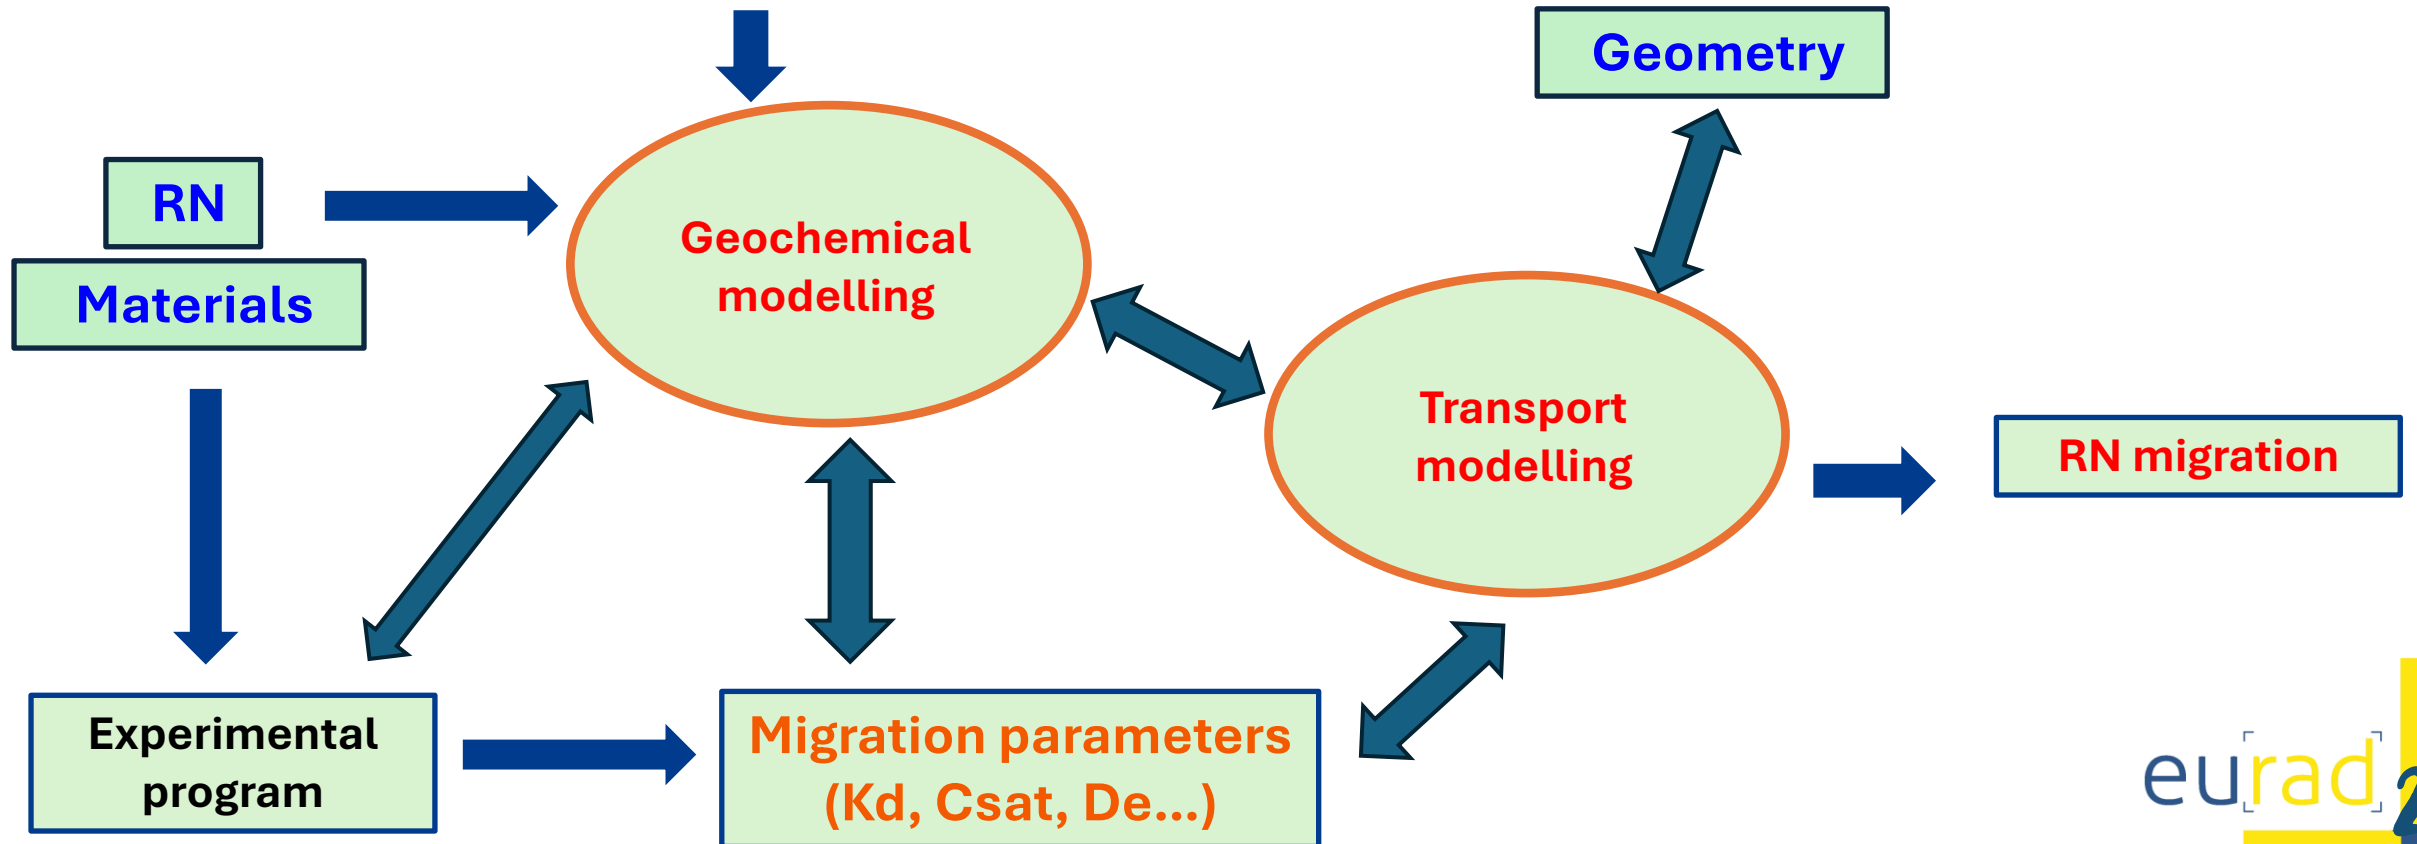 Geometry
RN
Materials
Geochemical
modelling
Transport
modelling
RN migration
Experimental
program
Migration parameters
(Kd, Csat, De...)
eurad